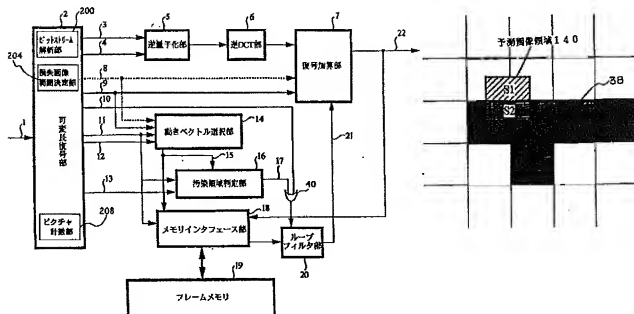 200
2
ビットストリーム
解析部
204
損失画像
範囲決定部
可変長復号部
ピクチャ
計数部
208
1
3
4
5
逆量子化部
6
逆DCT部
7
復号加算部
22
8
9
10
11
12
13
14
動きベクトル選択部
15
16
汚染領域判定部
17
40
18
メモリインタフェース部
ループ
フィルタ部
20
21
19
フレームメモリ
予測画像領域140
S1
S2
38